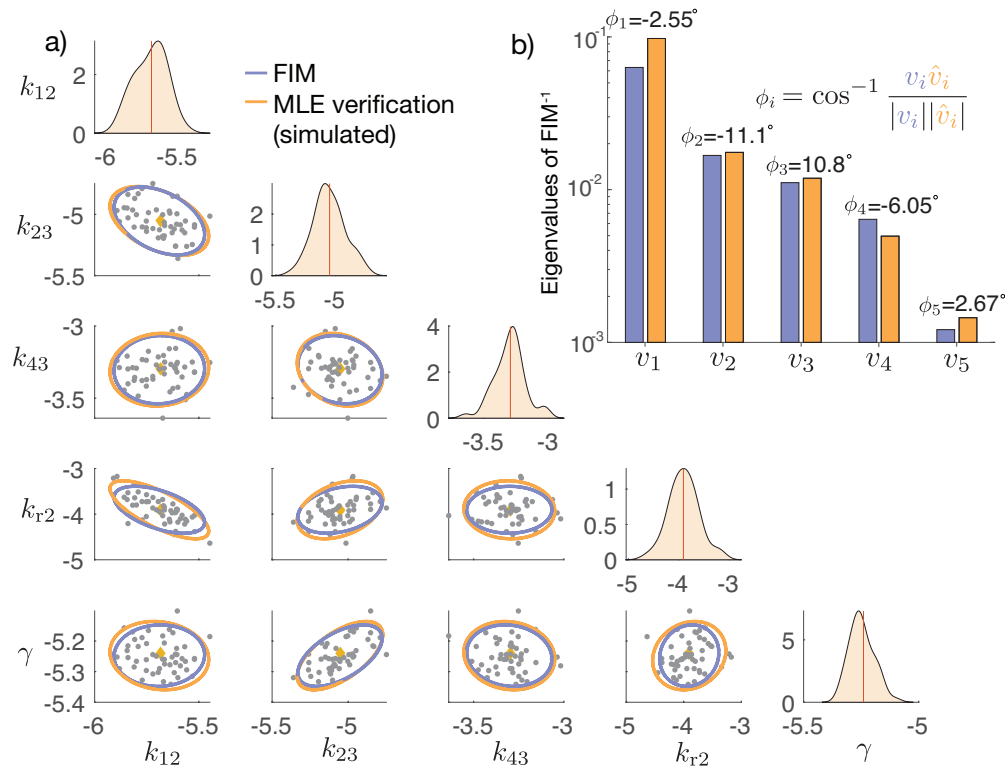 a)
k12
2
0
-6
-5.5
FIM
MLE verification
(simulated)
b)
Eigenvalues of FIM-1
10-1
10-2
10-3
ϕ1=-2.55°
ϕ2=-11.1°
ϕ3=10.8°
ϕ4=-6.05°
ϕ5=2.67°
ϕi = cos−1 vi v̂i / |vi||v̂i|
v1
v2
v3
v4
v5
k23
-5
-5.5
2
1
0
-5.5
-5
k43
-3
-3.5
4
2
0
-3.5
-3
kr2
-3
-4
-5
1
0.5
0
-5
-4
-3
γ
-5.2
-5.3
-5.4
-6
-5.5
-5
-3.5
-3
-5
-4
-3
5
0
-5.5
-5
k12
k23
k43
kr2
γ